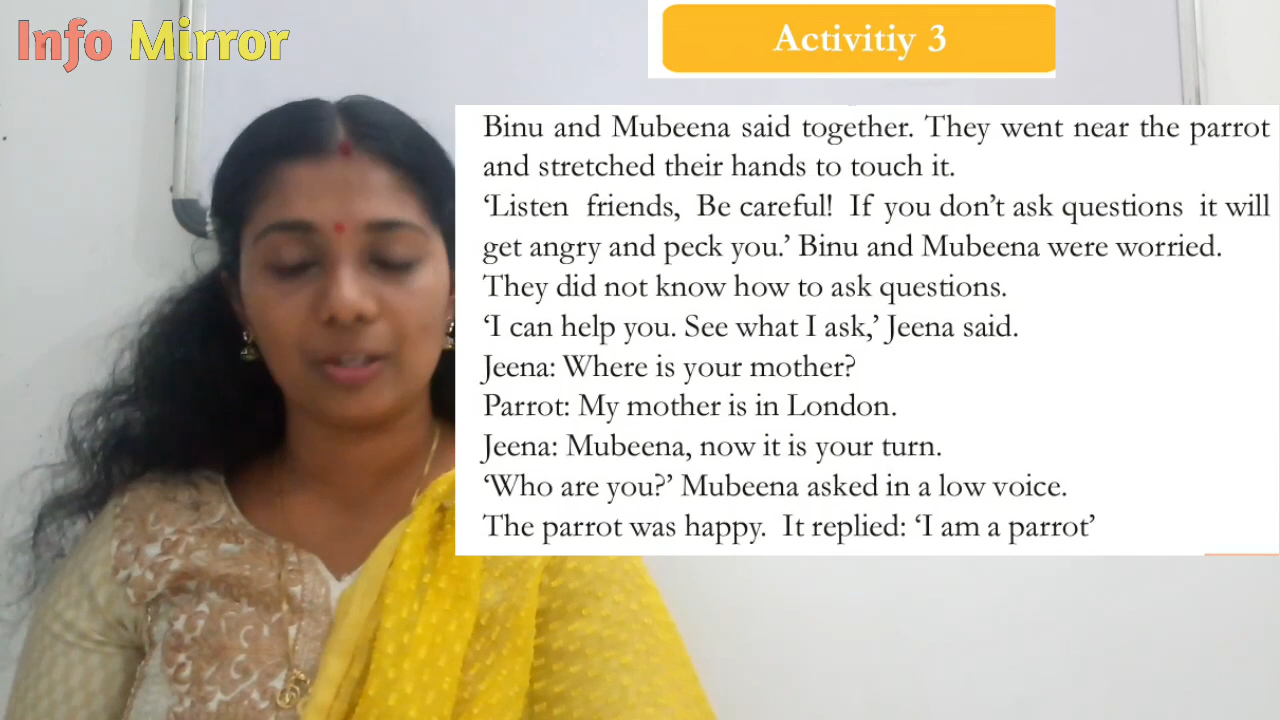 Info Mirror
Activitiy 3
Binu and Mubeena said together. They went near the parrot
and stretched their hands to touch it.
‘Listen friends, Be careful! If you don’t ask questions it will
get angry and peck you.’ Binu and Mubeena were worried.
They did not know how to ask questions.
‘I can help you. See what I ask,’ Jeena said.
Jeena: Where is your mother?
Parrot: My mother is in London.
Jeena: Mubeena, now it is your turn.
‘Who are you?’ Mubeena asked in a low voice.
The parrot was happy. It replied: ‘I am a parrot’